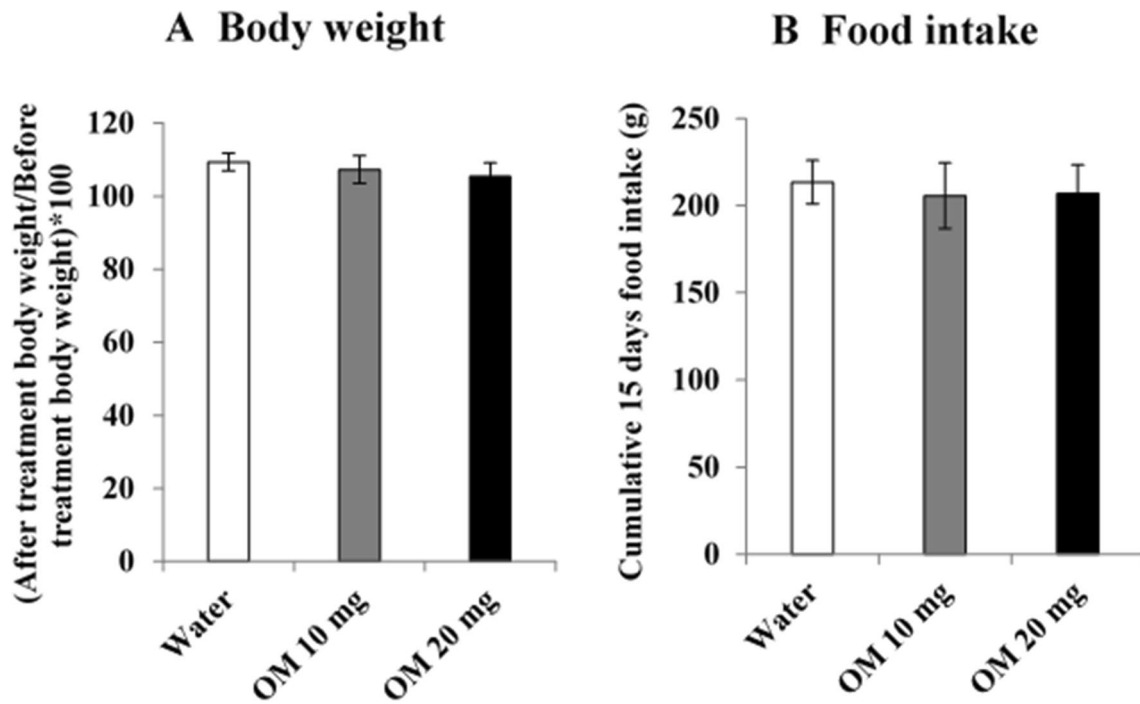 A Body weight
(After treatment body weight/Before
treatment body weight)*100
120
100
80
60
40
20
0
Water
OM 10 mg
OM 20 mg
B Food intake
Cumulative 15 days food intake (g)
250
200
150
100
50
0
Water
OM 10 mg
OM 20 mg